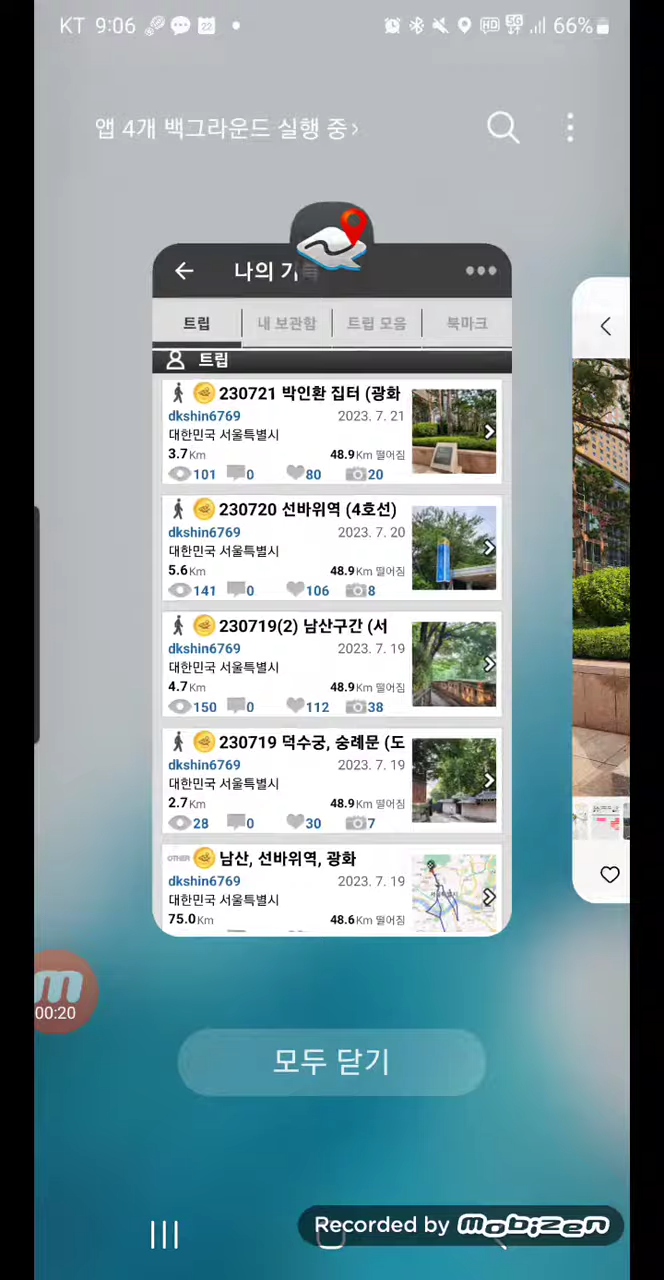 KT 9:06 22 HD 5G 66%
앱 4개 백그라운드 실행 중
나의 기록
트립 내 보관함 트립 모음 북마크
트립
230721 박인환 집터 (광화
dkshin6769 2023. 7. 21
대한민국 서울특별시
3.7Km 48.9Km 떨어짐
101 0 80 20
230720 선바위역 (4호선)
dkshin6769 2023. 7. 20
대한민국 서울특별시
5.6Km 48.9Km 떨어짐
141 0 106 8
230719(2) 남산구간 (서
dkshin6769 2023. 7. 19
대한민국 서울특별시
4.7Km 48.9Km 떨어짐
150 0 112 38
230719 덕수궁, 숭례문 (도
dkshin6769 2023. 7. 19
대한민국 서울특별시
2.7Km 48.9Km 떨어짐
28 0 30 7
OTHER 남산, 선바위역, 광화
dkshin6769 2023. 7. 19
대한민국 서울특별시
75.0Km 48.6Km 떨어짐
m
00:20
모두 닫기
Recorded by mobizen